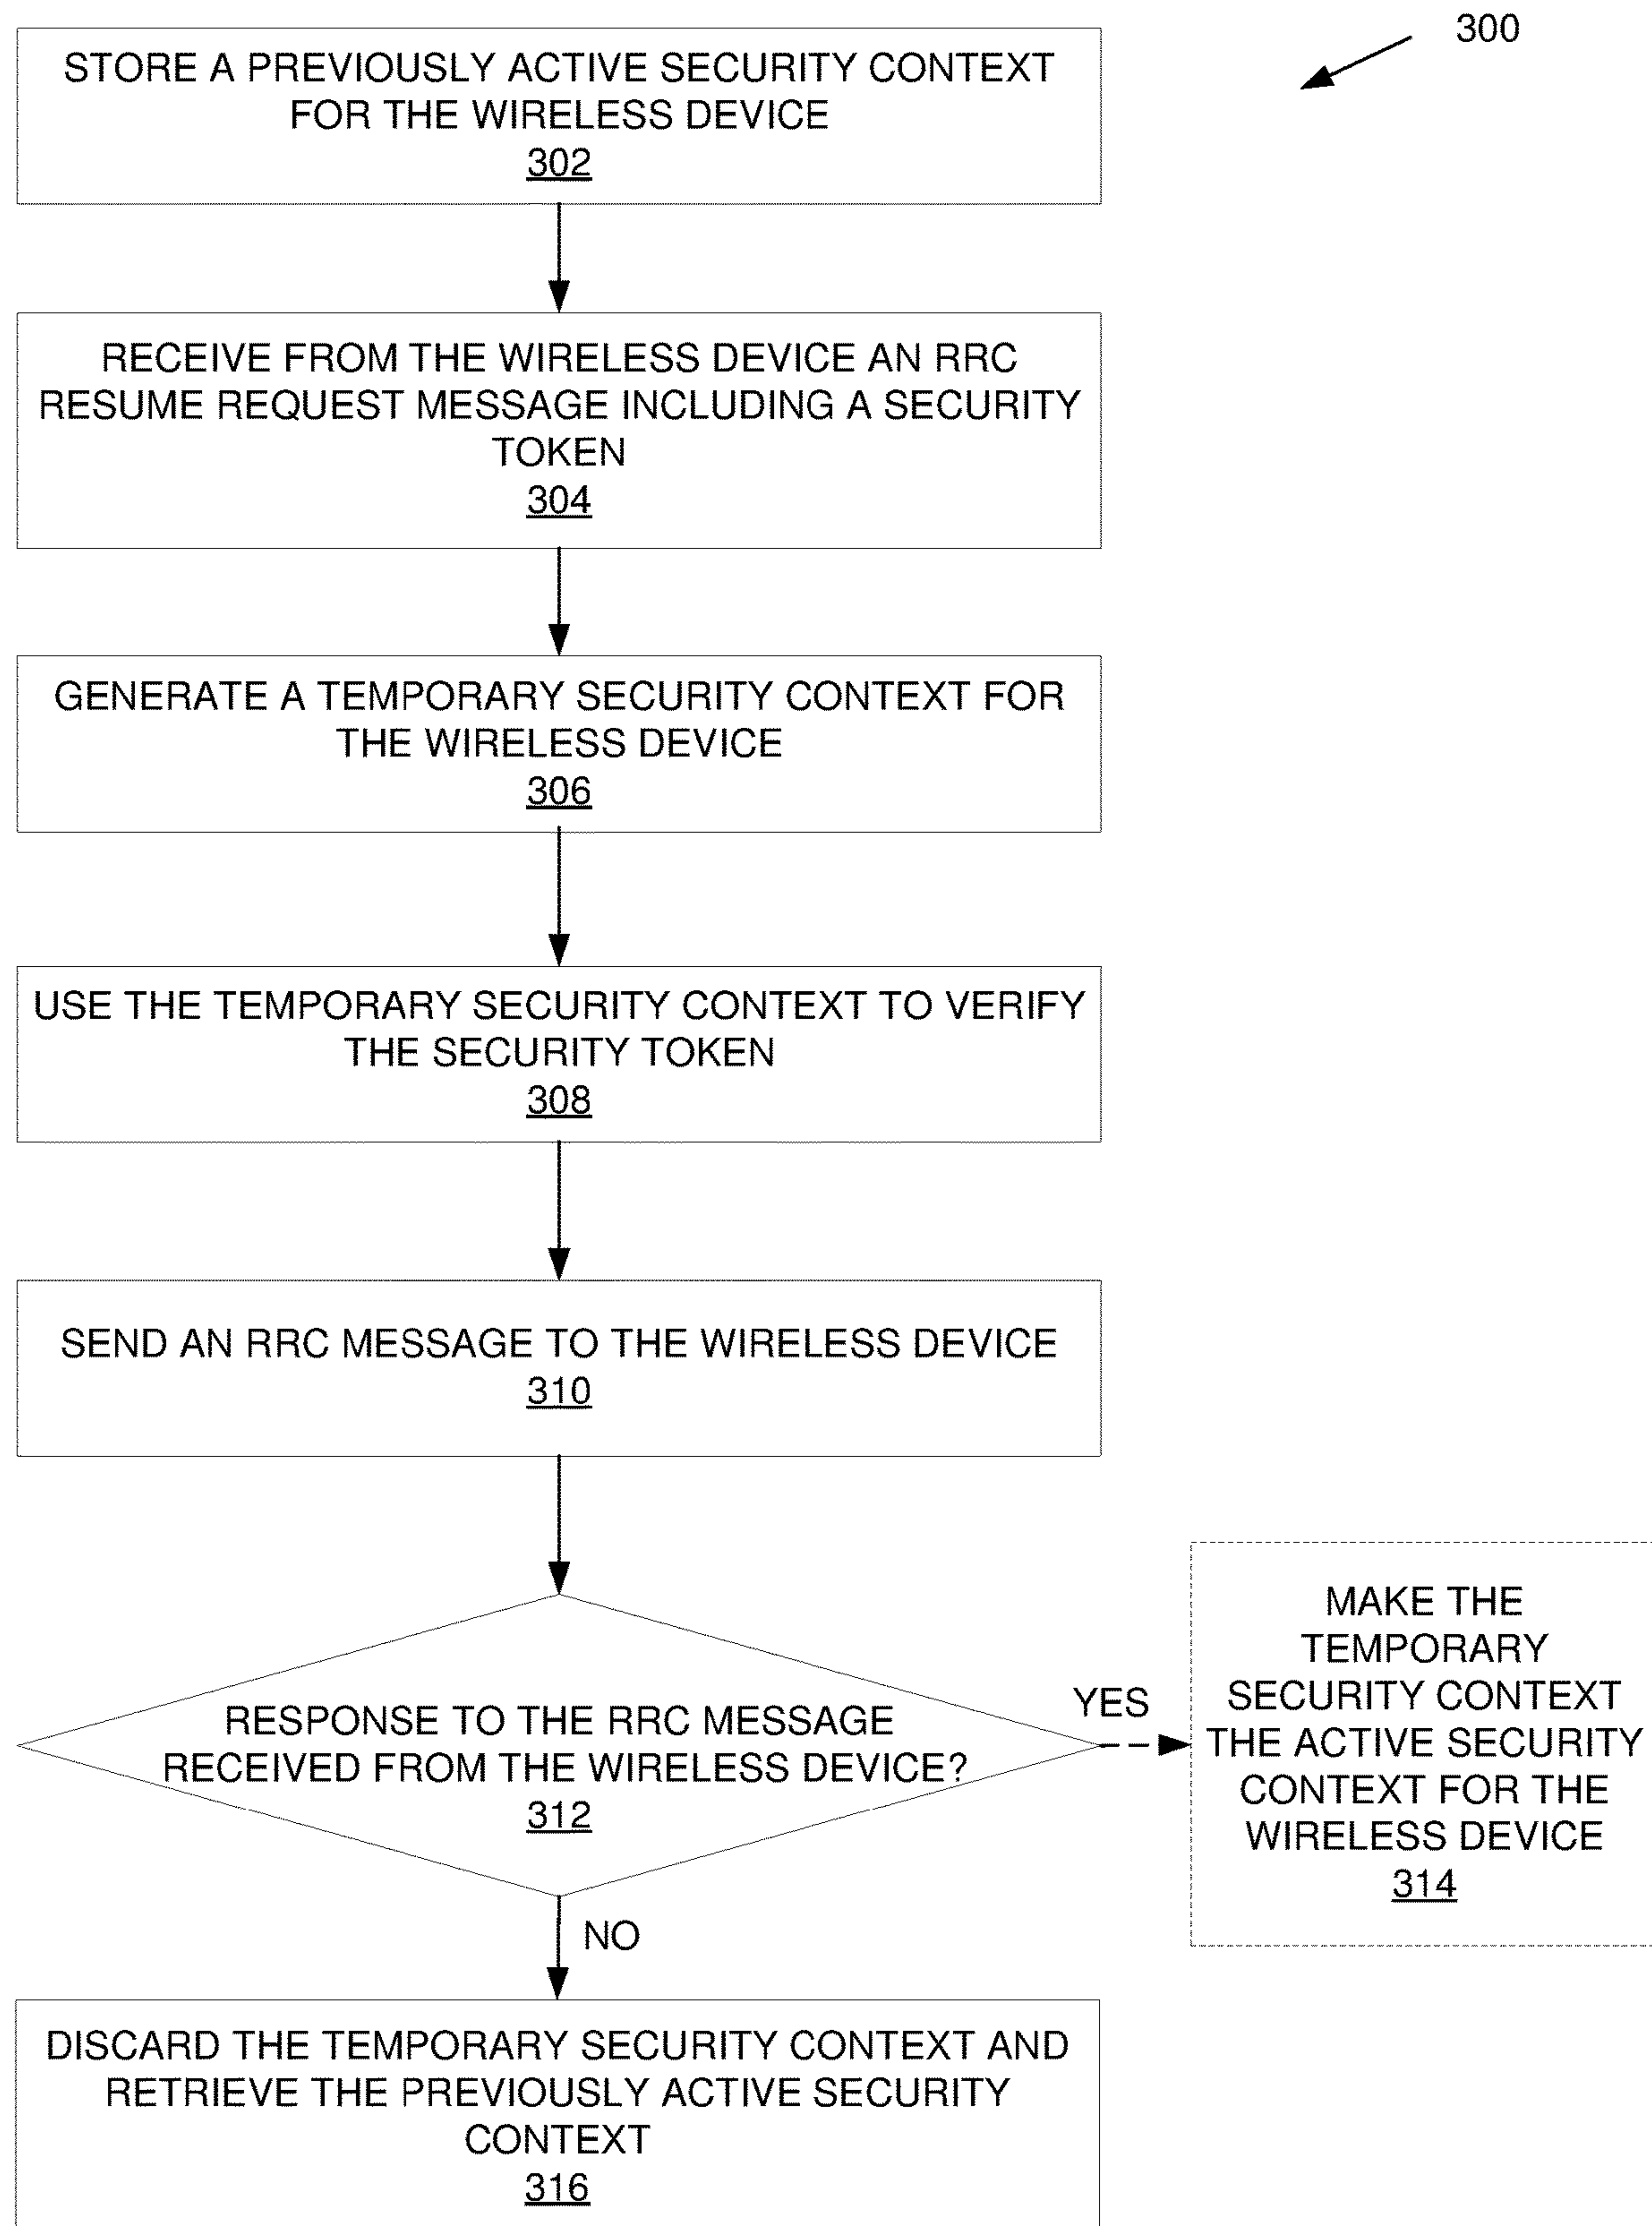 300
STORE A PREVIOUSLY ACTIVE SECURITY CONTEXT
FOR THE WIRELESS DEVICE
302
RECEIVE FROM THE WIRELESS DEVICE AN RRC
RESUME REQUEST MESSAGE INCLUDING A SECURITY
TOKEN
304
GENERATE A TEMPORARY SECURITY CONTEXT FOR
THE WIRELESS DEVICE
306
USE THE TEMPORARY SECURITY CONTEXT TO VERIFY
THE SECURITY TOKEN
308
SEND AN RRC MESSAGE TO THE WIRELESS DEVICE
310
RESPONSE TO THE RRC MESSAGE
RECEIVED FROM THE WIRELESS DEVICE?
312
YES
MAKE THE
TEMPORARY
SECURITY CONTEXT
THE ACTIVE SECURITY
CONTEXT FOR THE
WIRELESS DEVICE
314
NO
DISCARD THE TEMPORARY SECURITY CONTEXT AND
RETRIEVE THE PREVIOUSLY ACTIVE SECURITY
CONTEXT
316